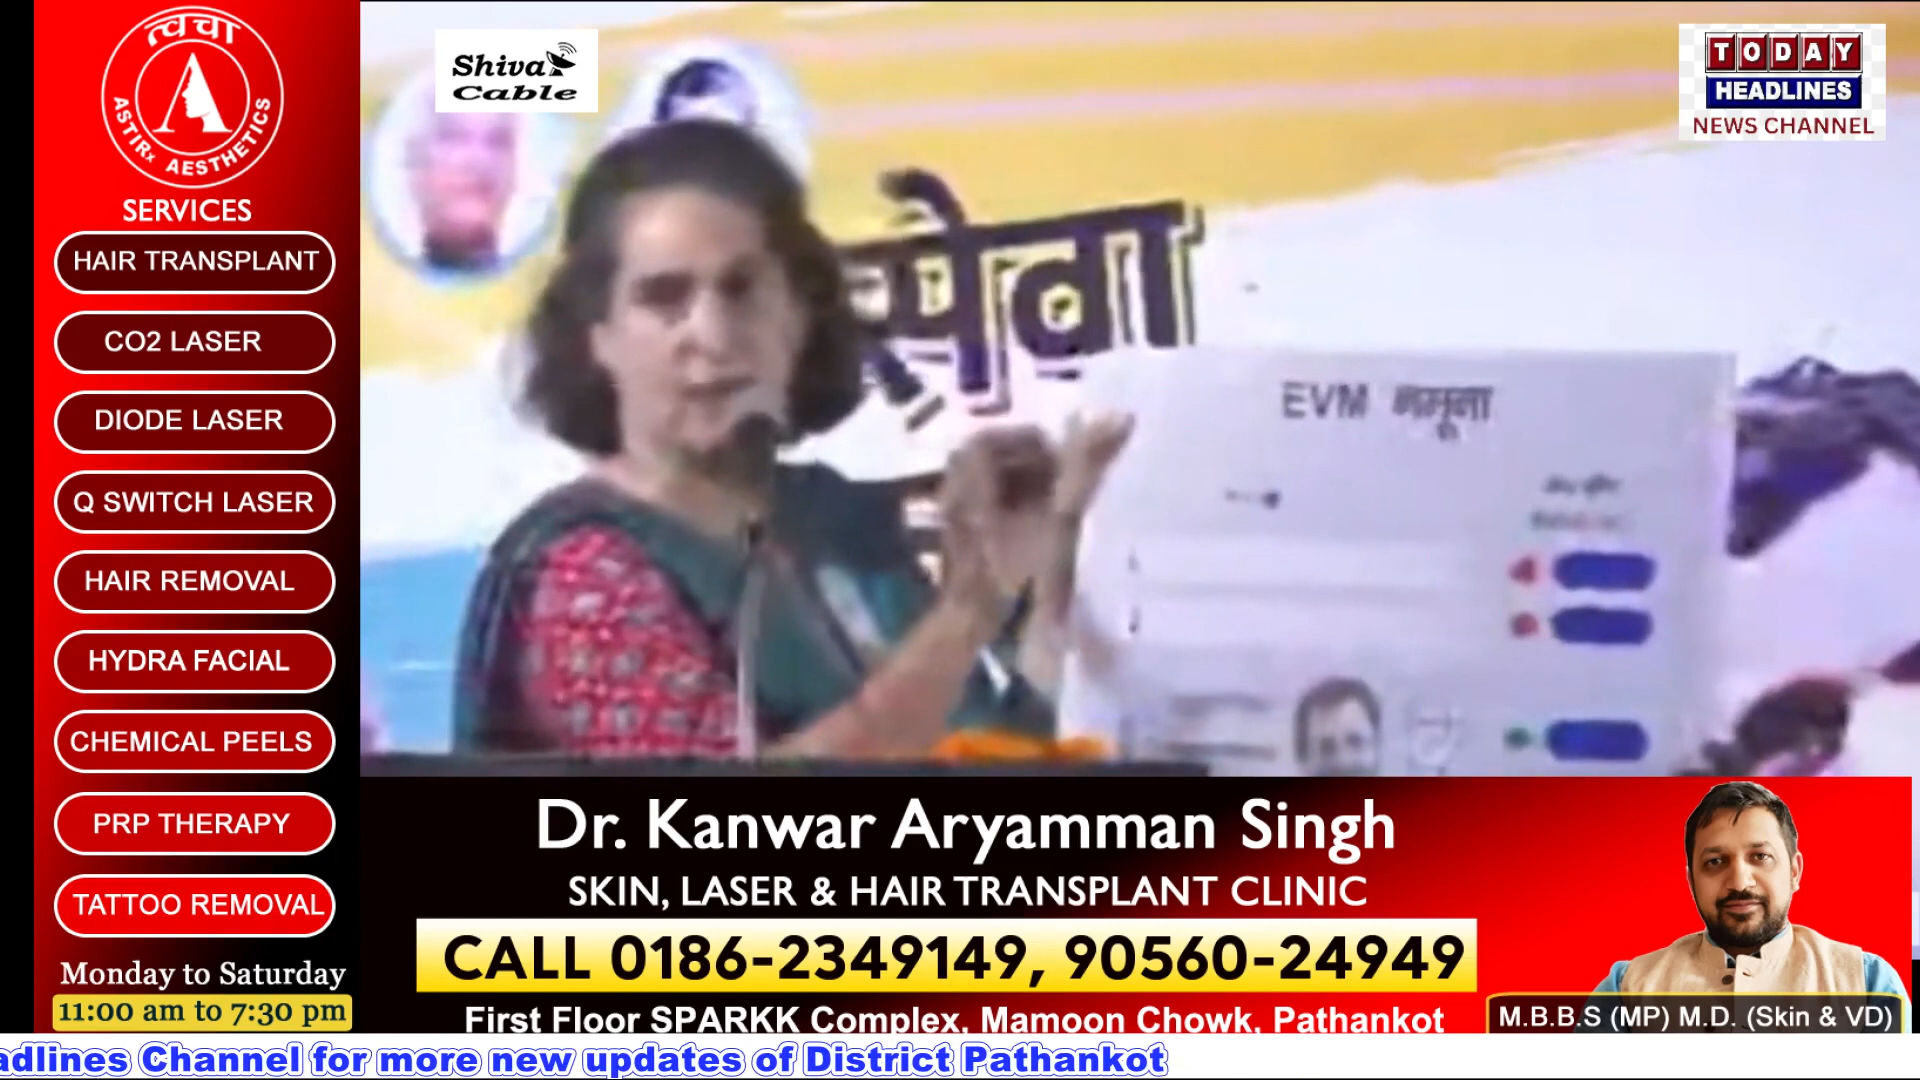 त्वचा
ASTIRx AESTHETICS
SERVICES
HAIR TRANSPLANT
CO2 LASER
DIODE LASER
Q SWITCH LASER
HAIR REMOVAL
HYDRA FACIAL
CHEMICAL PEELS
PRP THERAPY
TATTOO REMOVAL
Monday to Saturday
11:00 am to 7:30 pm
Shiva
Cable
TODAY
HEADLINES
NEWS CHANNEL
EVM नमूना
Dr. Kanwar Aryamman Singh
SKIN, LASER & HAIR TRANSPLANT CLINIC
CALL 0186-2349149, 90560-24949
First Floor SPARKK Complex, Mamoon Chowk, Pathankot
M.B.B.S (MP) M.D. (Skin & VD)
adlines Channel for more new updates of District Pathankot